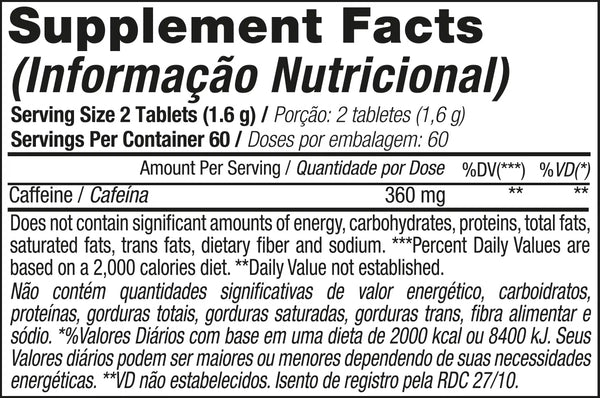 Supplement Facts
(Informação Nutricional)
Serving Size 2 Tablets (1.6 g) / Porção: 2 tabletes (1,6 g)
Servings Per Container 60 / Doses por embalagem: 60
Amount Per Serving / Quantidade por Dose %DV(***) %VD(*)
Caffeine / Cafeína 360 mg ** **
Does not contain significant amounts of energy, carbohydrates, proteins, total fats,
saturated fats, trans fats, dietary fiber and sodium. ***Percent Daily Values are
based on a 2,000 calories diet. **Daily Value not established.
Não contém quantidades significativas de valor energético, carboidratos,
proteínas, gorduras totais, gorduras saturadas, gorduras trans, fibra alimentar e
sódio. *%Valores Diários com base em uma dieta de 2000 kcal ou 8400 kJ. Seus
Valores diários podem ser maiores ou menores dependendo de suas necessidades
energéticas. **VD não estabelecidos. Isento de registro pela RDC 27/10.